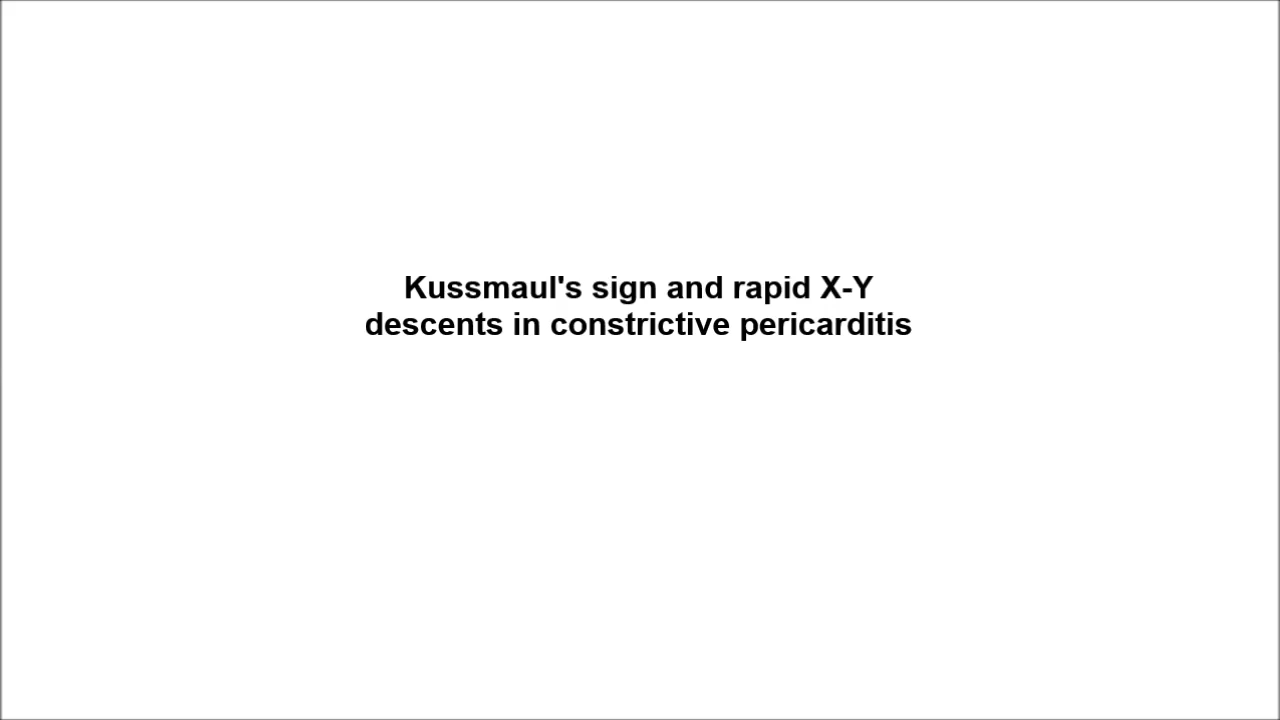 Kussmaul's sign and rapid X-Y
descents in constrictive pericarditis